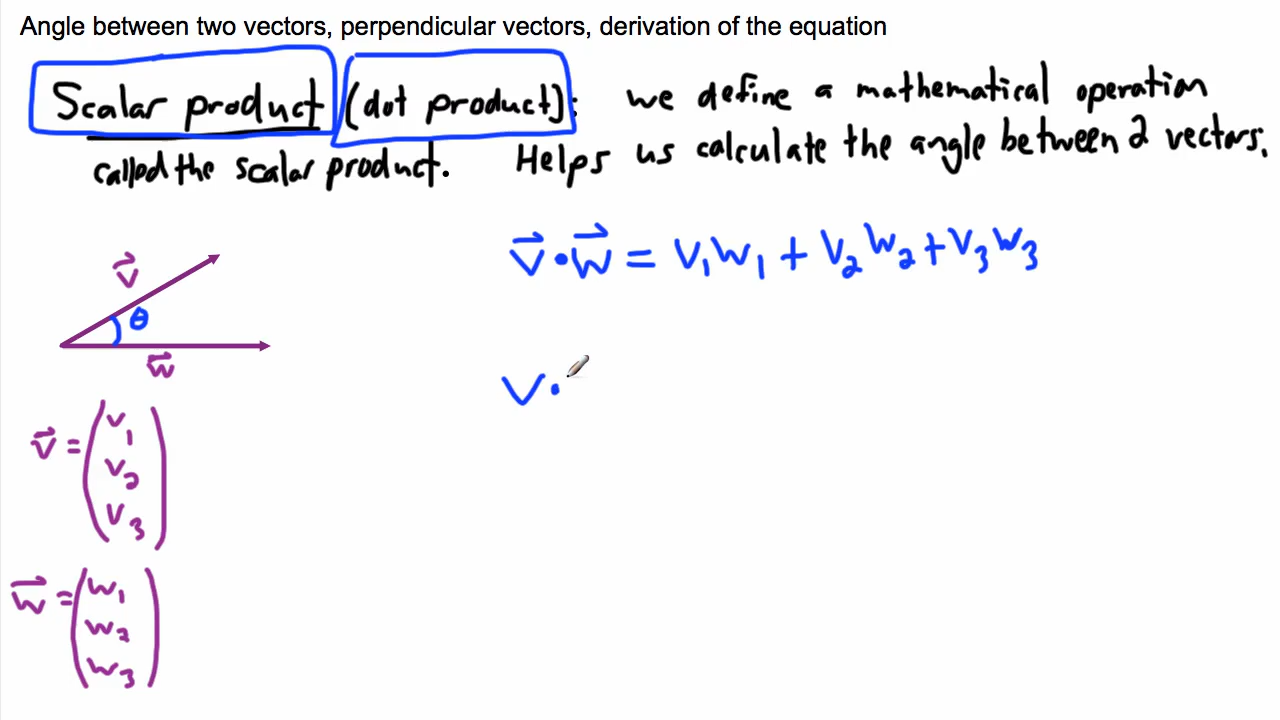 Angle between two vectors, perpendicular vectors, derivation of the equation
Scalar product (dot product): we define a mathematical operation
called the scalar product. Helps us calculate the angle between 2 vectors.
v⃗·w⃗ = v₁w₁ + v₂w₂ + v₃w₃
v⃗
θ
w⃗
v·
v⃗ = (v₁
v₂
v₃)
w⃗ = (w₁
w₂
w₃)